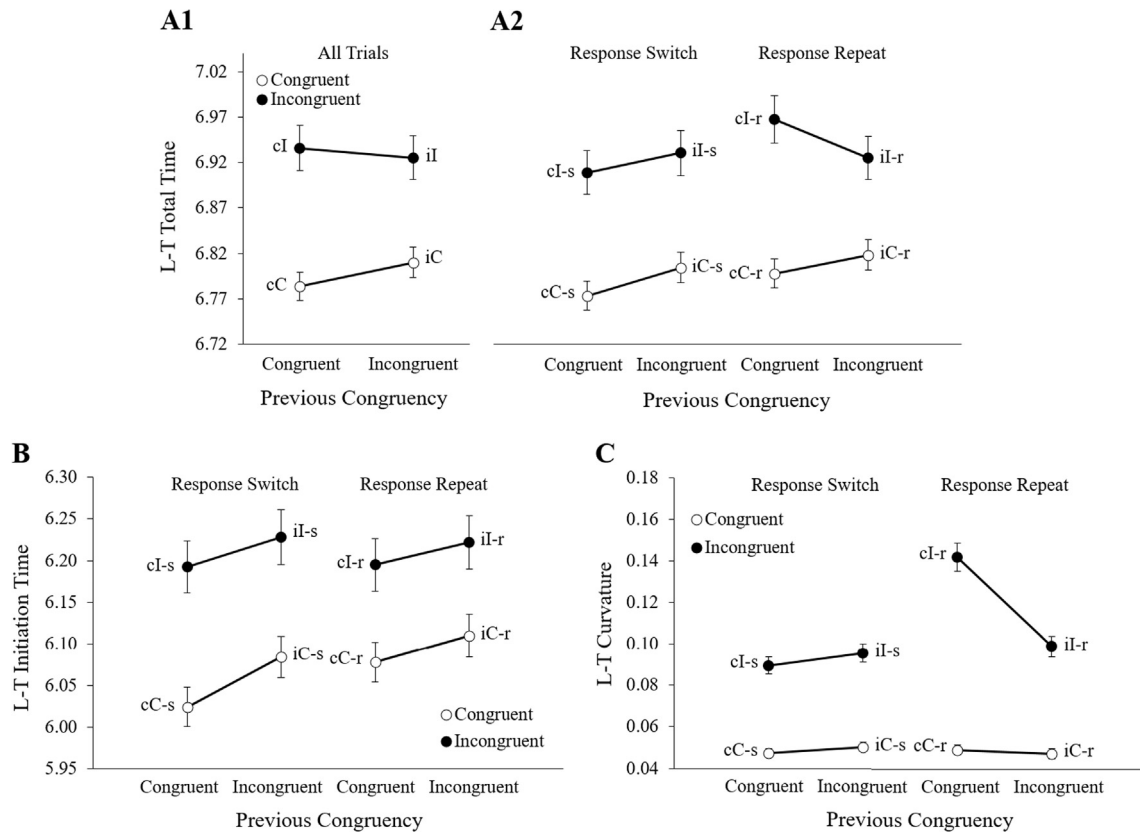 A1
A2
All Trials
Response Switch
Response Repeat
Congruent
Incongruent
L-T Total Time
7.02
6.97
6.92
6.87
6.82
6.77
6.72
cI
iI
cC
iC
cI-s
iI-s
cC-s
iC-s
cI-r
iI-r
cC-r
iC-r
Congruent
Incongruent
Previous Congruency
Congruent
Incongruent
Congruent
Incongruent
Previous Congruency
B
Response Switch
Response Repeat
L-T Initiation Time
6.30
6.25
6.20
6.15
6.10
6.05
6.00
5.95
cI-s
iI-s
cI-r
iI-r
cC-s
iC-s
cC-r
iC-r
Congruent
Incongruent
Congruent
Incongruent
Congruent
Incongruent
Previous Congruency
C
Response Switch
Response Repeat
Congruent
Incongruent
L-T Curvature
0.18
0.16
0.14
0.12
0.10
0.08
0.06
0.04
cI-s
iI-s
cI-r
iI-r
cC-s
iC-s
cC-r
iC-r
Congruent
Incongruent
Congruent
Incongruent
Previous Congruency